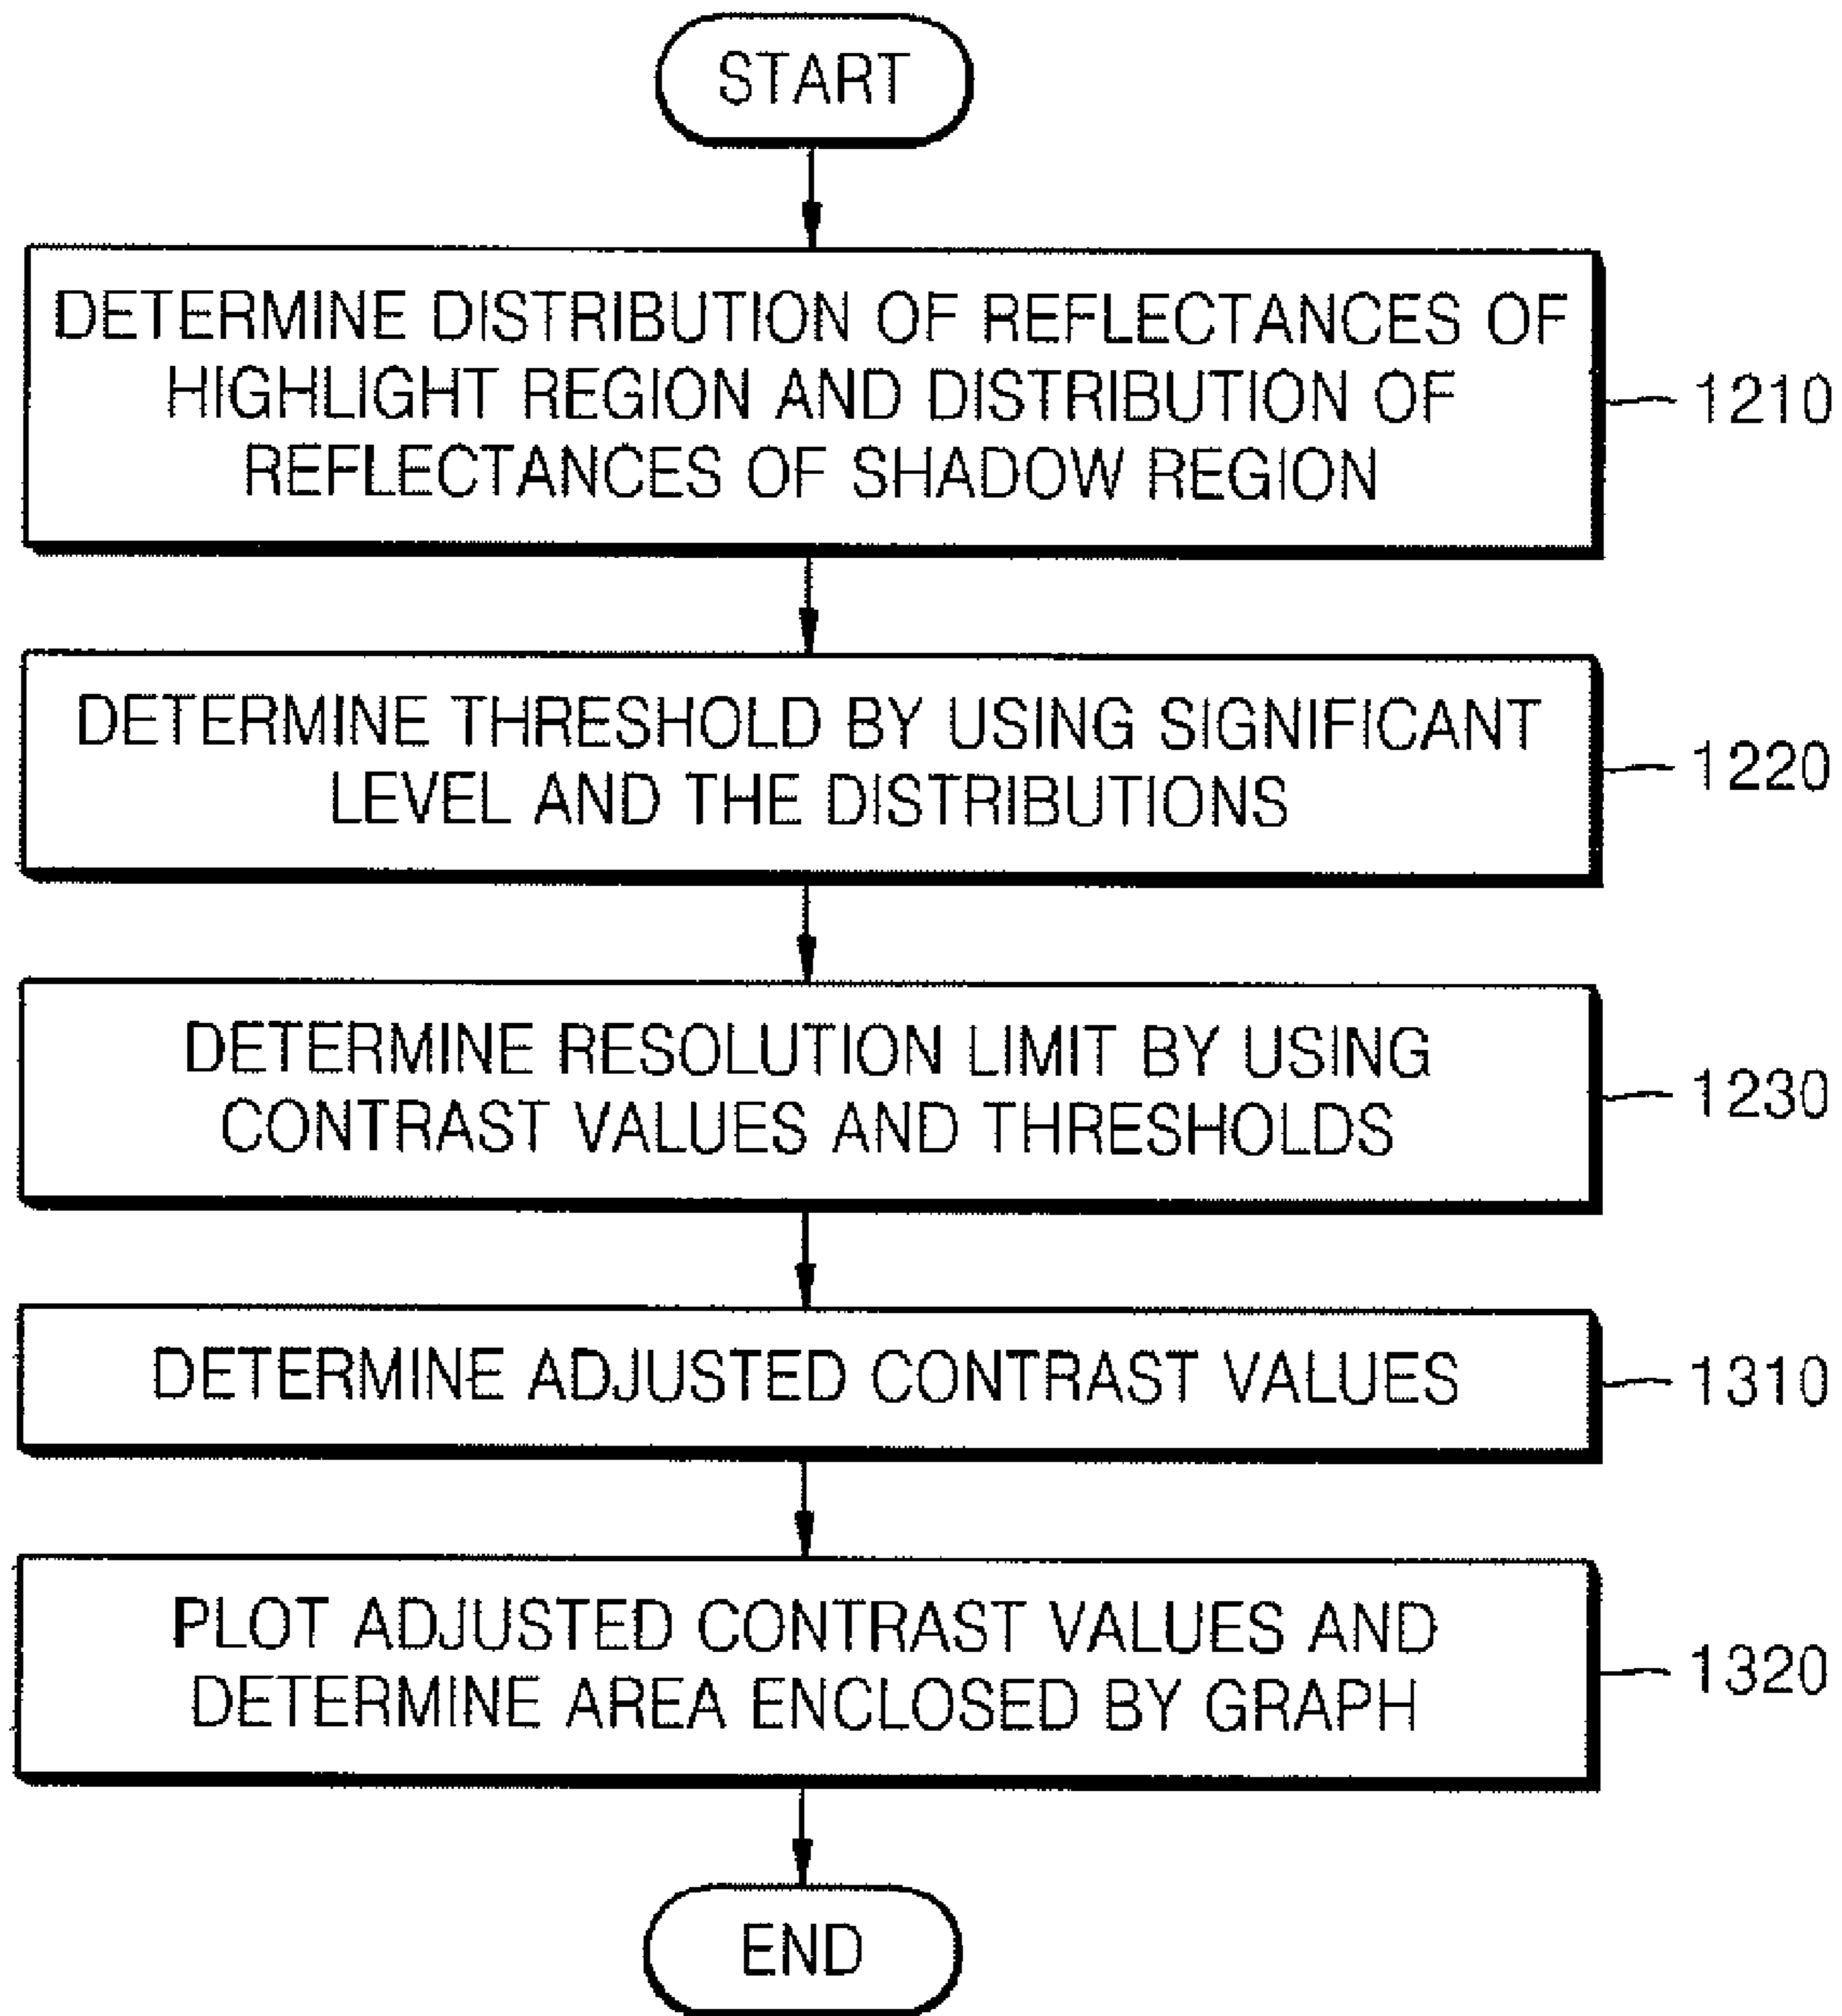 START
DETERMINE DISTRIBUTION OF REFLECTANCES OF
HIGHLIGHT REGION AND DISTRIBUTION OF
REFLECTANCES OF SHADOW REGION
1210
DETERMINE THRESHOLD BY USING SIGNIFICANT
LEVEL AND THE DISTRIBUTIONS
1220
DETERMINE RESOLUTION LIMIT BY USING
CONTRAST VALUES AND THRESHOLDS
1230
DETERMINE ADJUSTED CONTRAST VALUES
1310
PLOT ADJUSTED CONTRAST VALUES AND
DETERMINE AREA ENCLOSED BY GRAPH
1320
END